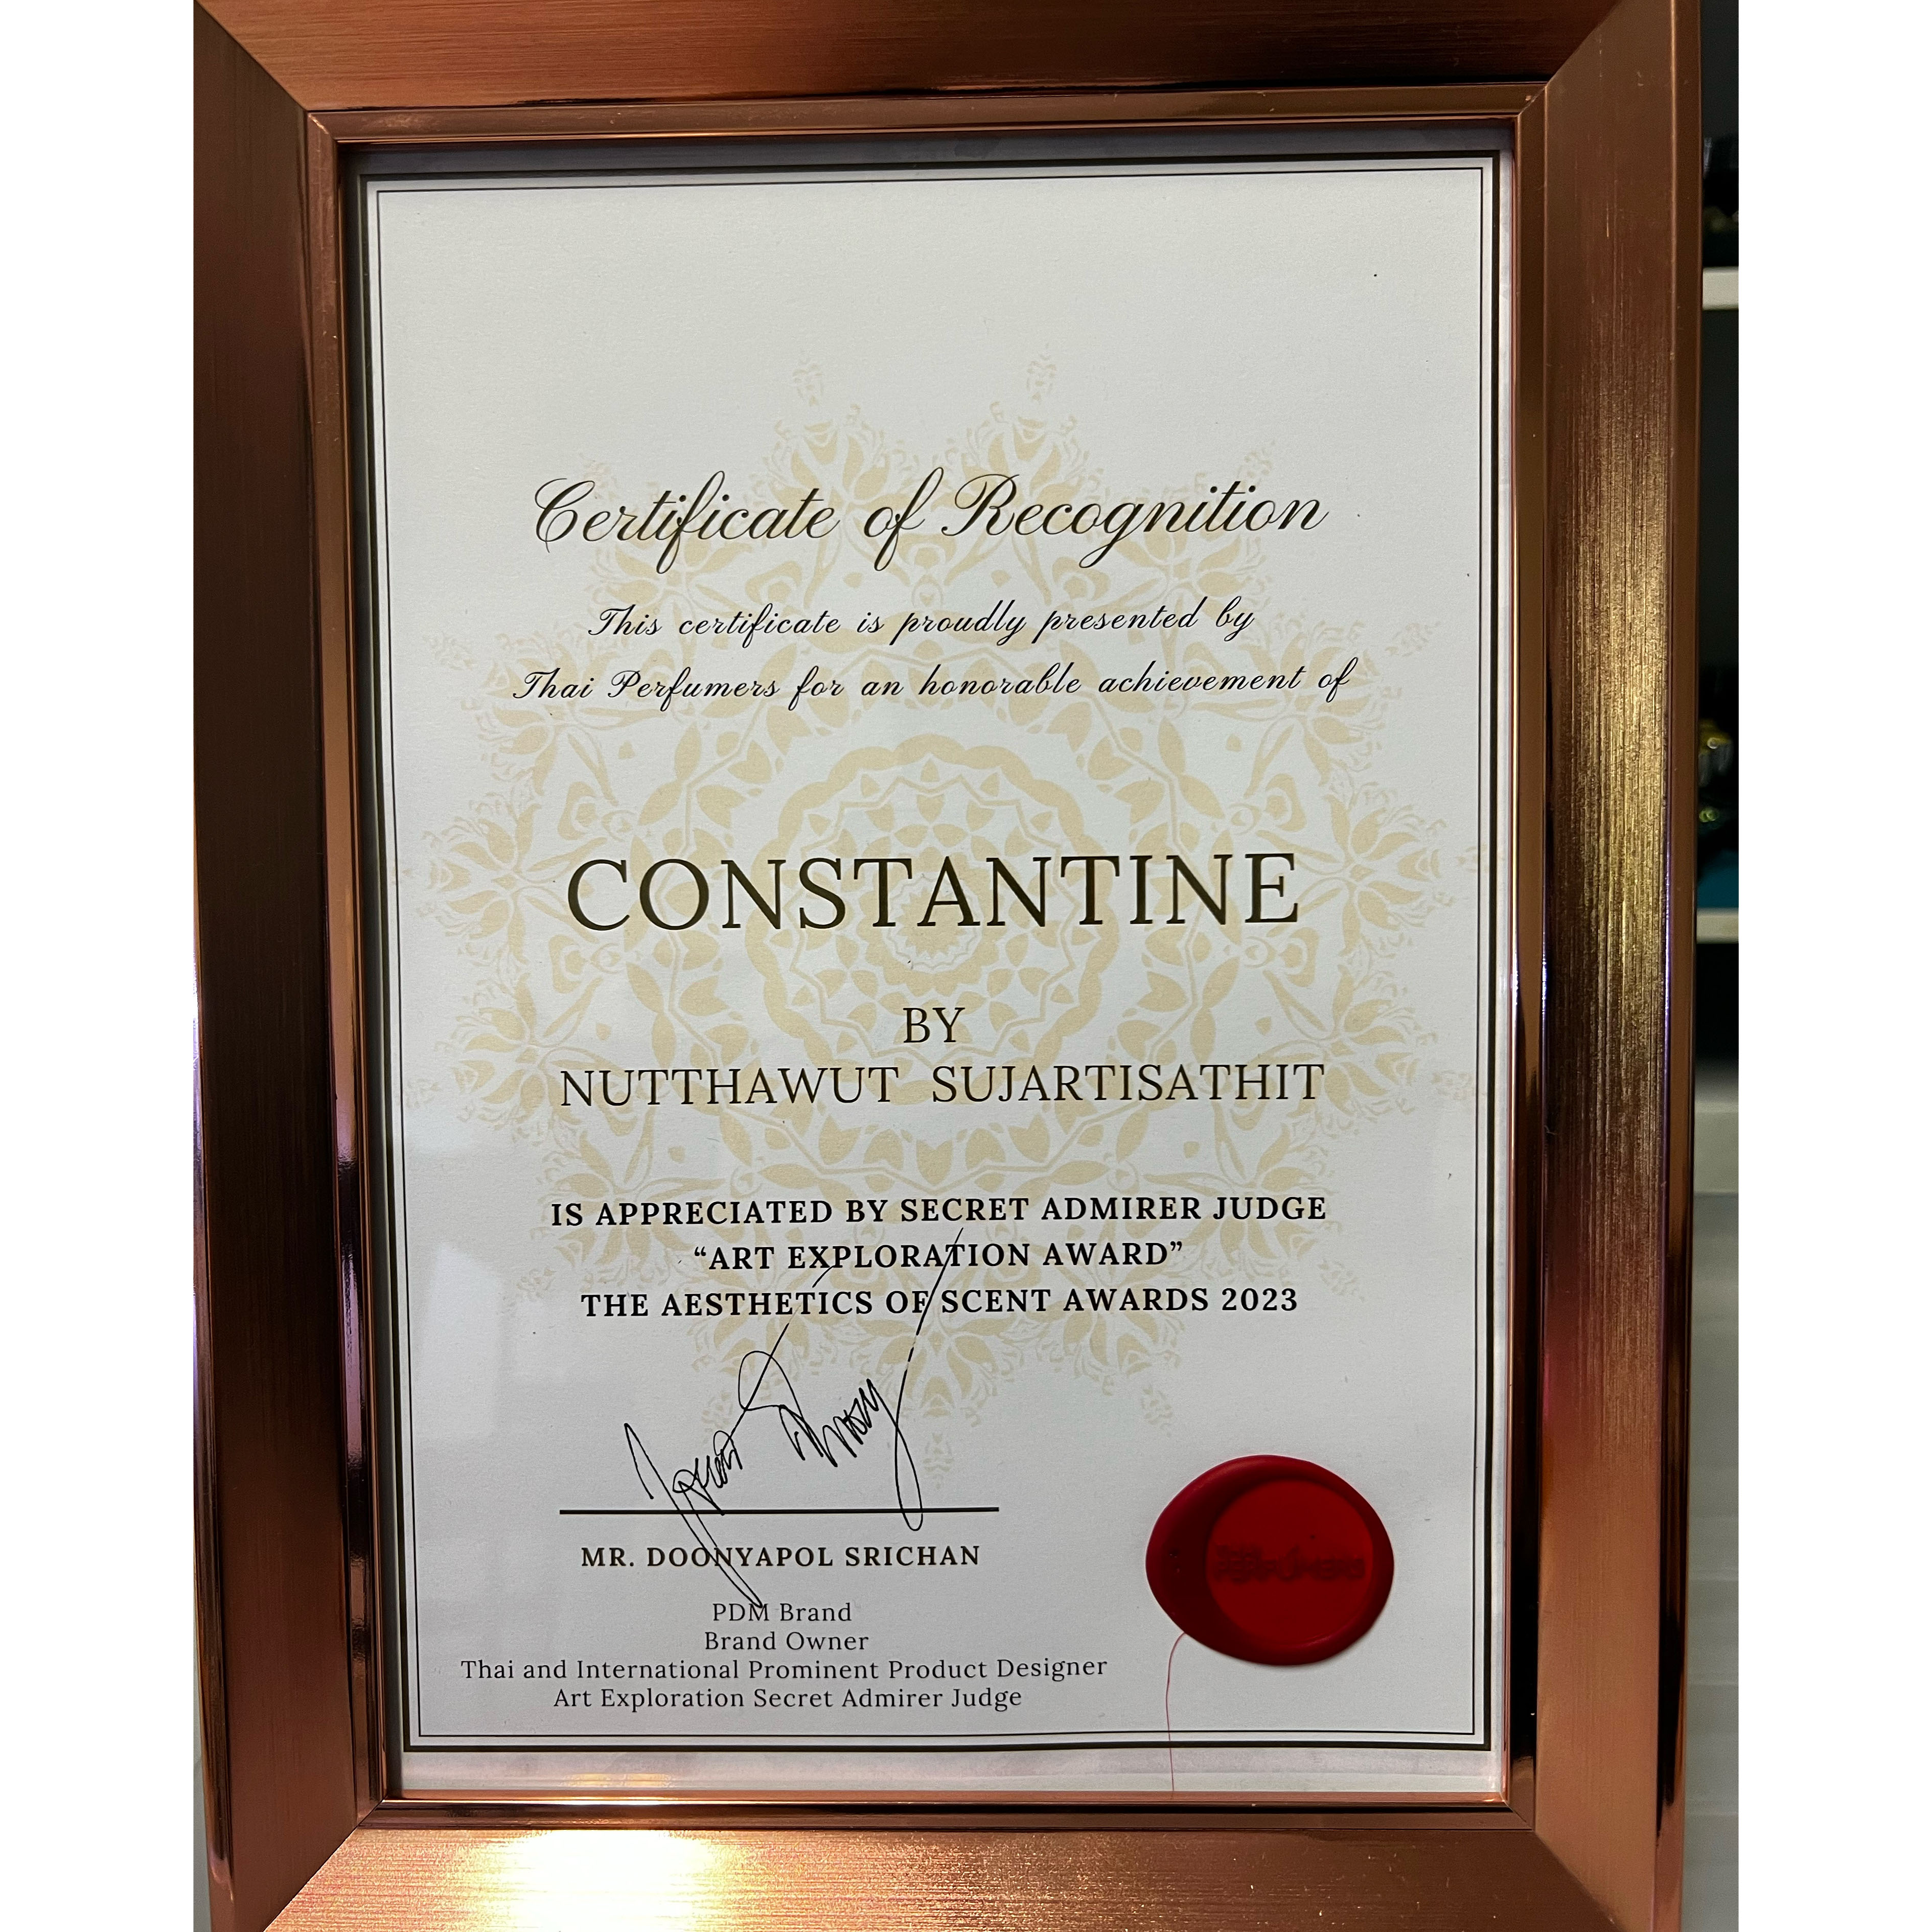 Certificate of Recognition
This certificate is proudly presented by
Thai Perfumers for an honorable achievement of
CONSTANTINE
BY
NUTTHAWUT SUJARTISATHIT
IS APPRECIATED BY SECRET ADMIRER JUDGE
“ART EXPLORATION AWARD”
THE AESTHETICS OF SCENT AWARDS 2023
MR. DOONYAPOL SRICHAN
PDM Brand
Brand Owner
Thai and International Prominent Product Designer
Art Exploration Secret Admirer Judge